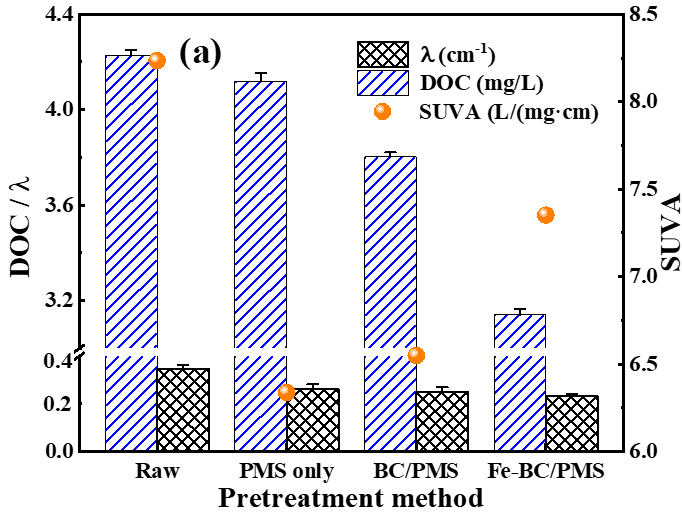 (a)
λ (cm⁻¹)
DOC (mg/L)
SUVA (L/(mg·cm)
DOC / λ
4.4
4.0
3.6
3.2
0.4
0.2
0.0
8.5
8.0
7.5
7.0
6.5
6.0
SUVA
Raw PMS only BC/PMS Fe-BC/PMS
Pretreatment method